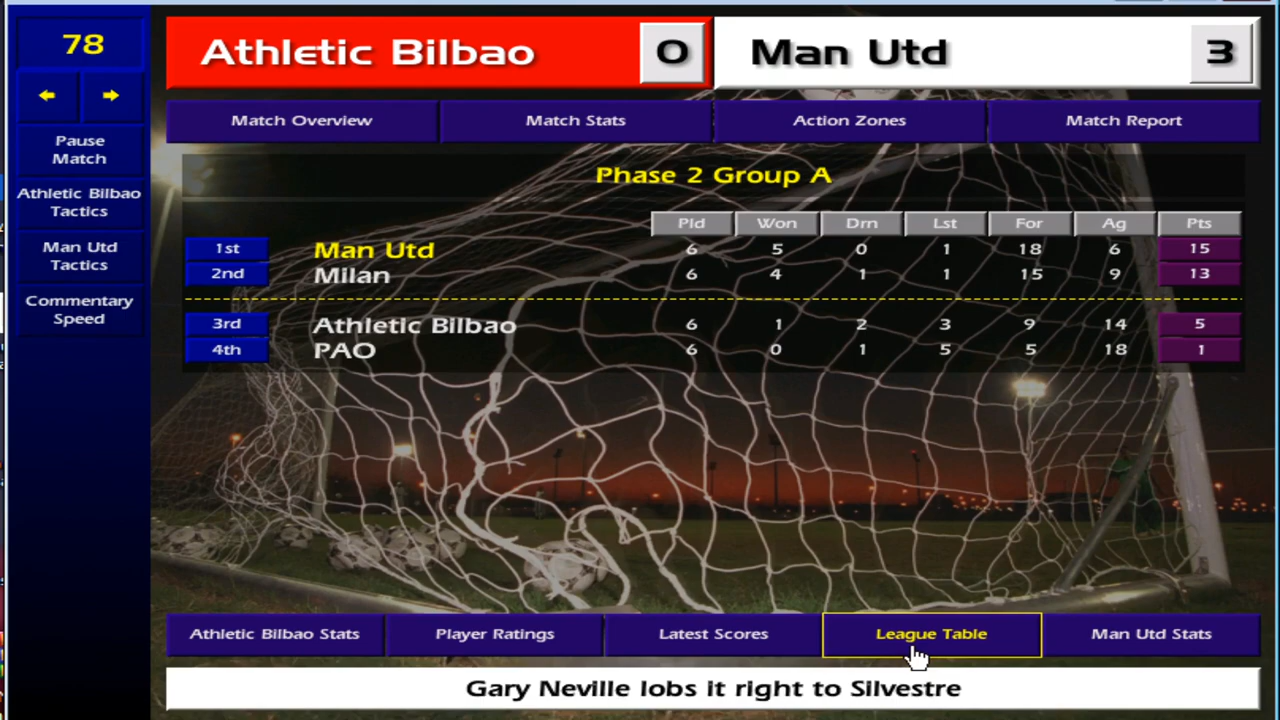 78
Athletic Bilbao 0 Man Utd 3
Match Overview Match Stats Action Zones Match Report
Pause
Match
Athletic Bilbao
Tactics
Man Utd
Tactics
Commentary
Speed
Phase 2 Group A
Pld Won Drn Lst For Ag Pts
1st Man Utd 6 5 0 1 18 6 15
2nd Milan 6 4 1 1 15 9 13
3rd Athletic Bilbao 6 1 2 3 9 14 5
4th PAO 6 0 1 5 5 18 1
Athletic Bilbao Stats Player Ratings Latest Scores League Table Man Utd Stats
Gary Neville lobs it right to Silvestre